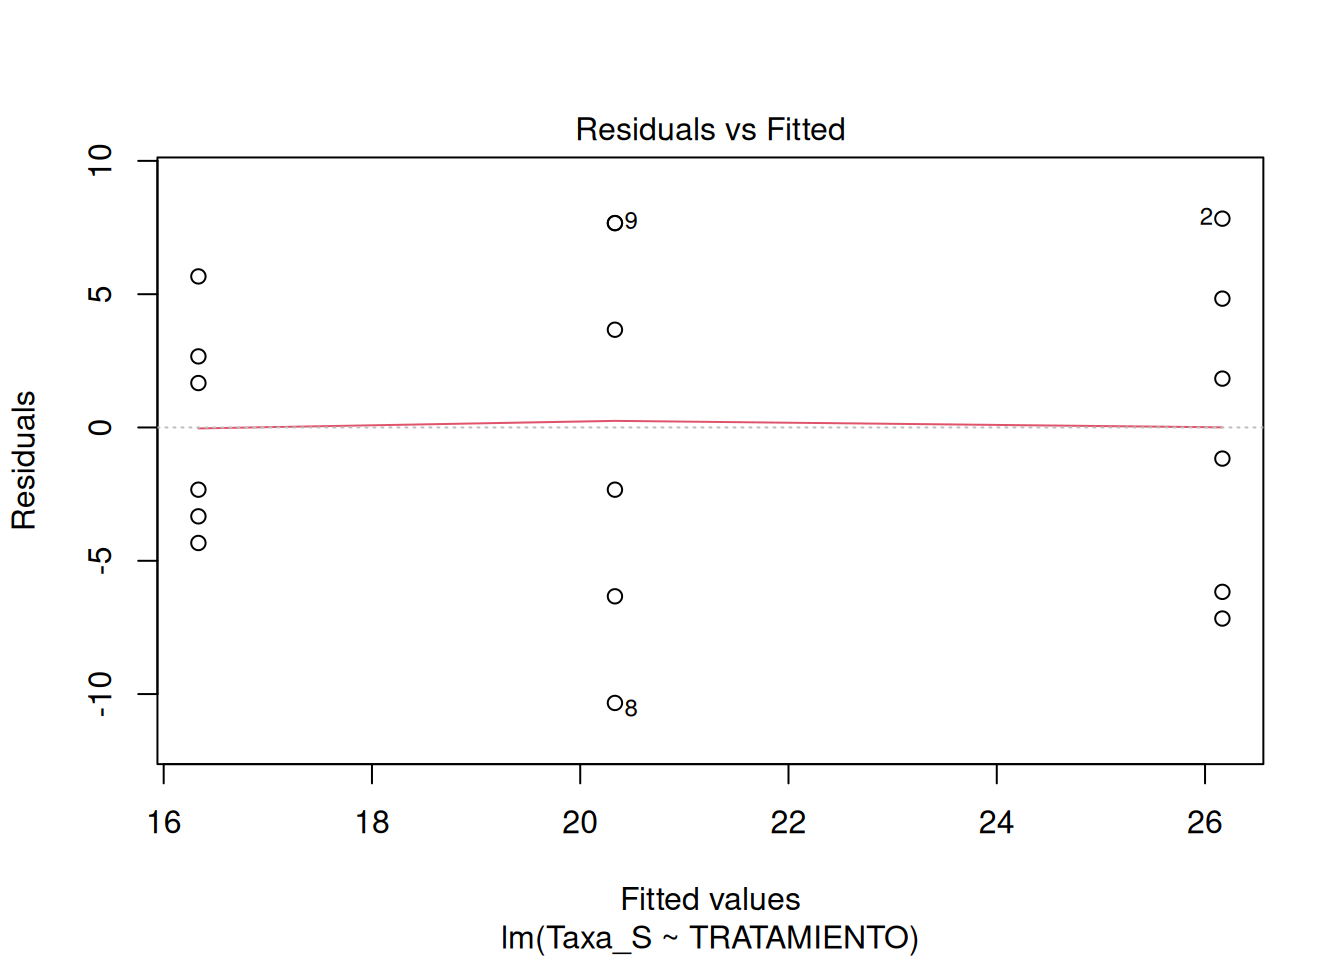 Residuals vs Fitted
10
5
0
-5
-10
Residuals
9
2
8
16 18 20 22 24 26
Fitted values
lm(Taxa_S ~ TRATAMIENTO)